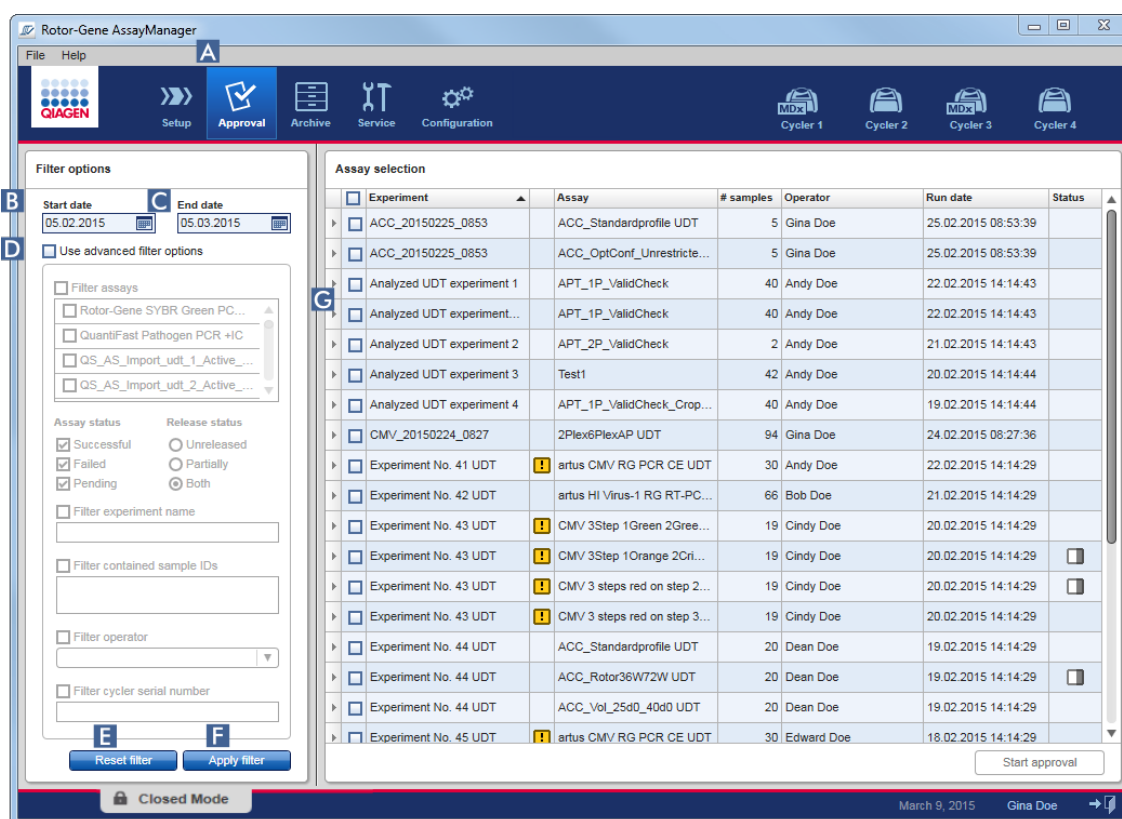 Rotor-Gene AssayManager
File Help
A
QIAGEN
Setup Approval Archive Service Configuration
MDx Cycler 1 Cycler 2 MDx Cycler 3 Cycler 4
Filter options
B Start date C End date
05.02.2015 05.03.2015
D Use advanced filter options
Filter assays
Rotor-Gene SYBR Green PC...
QuantiFast Pathogen PCR +IC
QS_AS_Import_udt_1_Active_...
QS_AS_Import_udt_2_Active_...
Assay status Release status
Successful Unreleased
Failed Partially
Pending Both
Filter experiment name
Filter contained sample IDs
Filter operator
Filter cycler serial number
E F
Reset filter Apply filter
Assay selection
Experiment Assay # samples Operator Run date Status
ACC_20150225_0853 ACC_Standardprofile UDT 5 Gina Doe 25.02.2015 08:53:39
ACC_20150225_0853 ACC_OptConf_Unrestricte... 5 Gina Doe 25.02.2015 08:53:39
G
Analyzed UDT experiment 1 APT_1P_ValidCheck 40 Andy Doe 22.02.2015 14:14:43
Analyzed UDT experiment... APT_1P_ValidCheck 40 Andy Doe 22.02.2015 14:14:43
Analyzed UDT experiment 2 APT_2P_ValidCheck 2 Andy Doe 21.02.2015 14:14:43
Analyzed UDT experiment 3 Test1 42 Andy Doe 20.02.2015 14:14:44
Analyzed UDT experiment 4 APT_1P_ValidCheck_Crop... 40 Andy Doe 19.02.2015 14:14:44
CMV_20150224_0827 2Plex6PlexAP UDT 94 Gina Doe 24.02.2015 08:27:36
Experiment No. 41 UDT ! artus CMV RG PCR CE UDT 30 Andy Doe 22.02.2015 14:14:29
Experiment No. 42 UDT artus HI Virus-1 RG RT-PC... 66 Bob Doe 21.02.2015 14:14:29
Experiment No. 43 UDT ! CMV 3Step 1Green 2Gree... 19 Cindy Doe 20.02.2015 14:14:29
Experiment No. 43 UDT ! CMV 3Step 1Orange 2Cri... 19 Cindy Doe 20.02.2015 14:14:29
Experiment No. 43 UDT ! CMV 3 steps red on step 2... 19 Cindy Doe 20.02.2015 14:14:29
Experiment No. 43 UDT ! CMV 3 steps red on step 3... 19 Cindy Doe 20.02.2015 14:14:29
Experiment No. 44 UDT ACC_Standardprofile UDT 20 Dean Doe 19.02.2015 14:14:29
Experiment No. 44 UDT ACC_Rotor36W72W UDT 20 Dean Doe 19.02.2015 14:14:29
Experiment No. 44 UDT ACC_Vol_25d0_40d0 UDT 20 Dean Doe 19.02.2015 14:14:29
Experiment No. 45 UDT ! artus CMV RG PCR CE UDT 30 Edward Doe 18.02.2015 14:14:29
Start approval
Closed Mode
March 9, 2015 Gina Doe